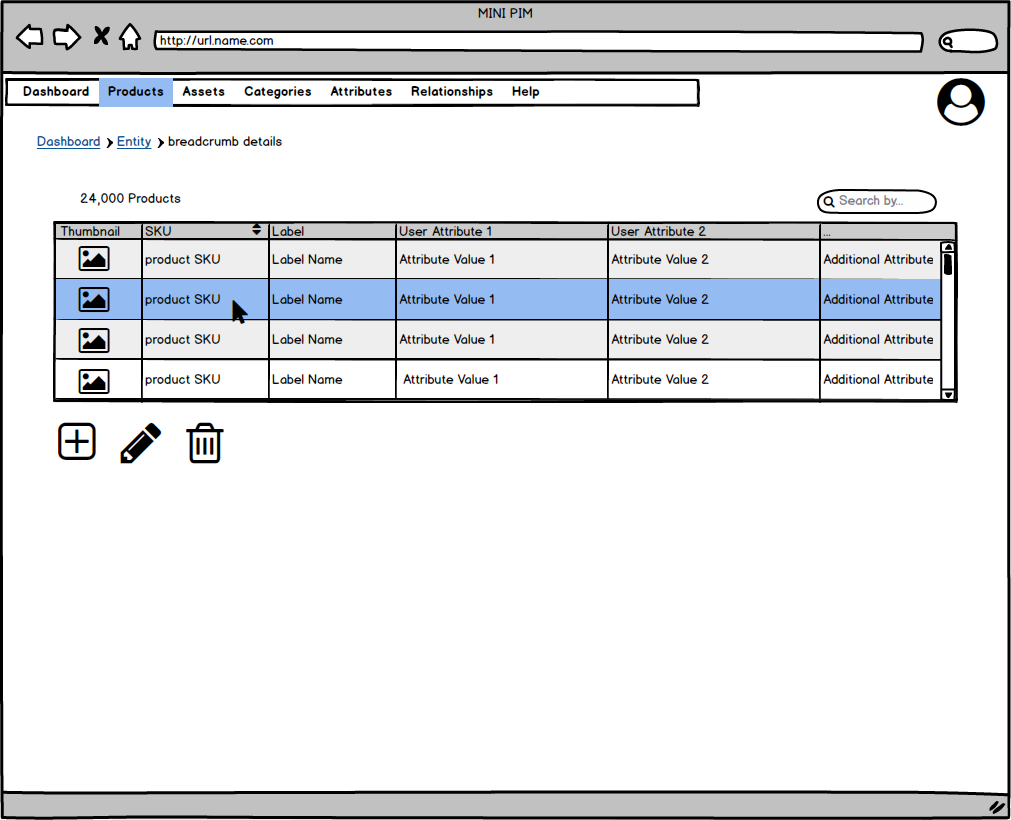 MINI PIM
http://url.name.com
Dashboard Products Assets Categories Attributes Relationships Help
Dashboard Entity breadcrumb details
24,000 Products
Search by...
Thumbnail SKU Label User Attribute 1 User Attribute 2 ...
product SKU Label Name Attribute Value 1 Attribute Value 2 Additional Attribute
product SKU Label Name Attribute Value 1 Attribute Value 2 Additional Attribute
product SKU Label Name Attribute Value 1 Attribute Value 2 Additional Attribute
product SKU Label Name Attribute Value 1 Attribute Value 2 Additional Attribute